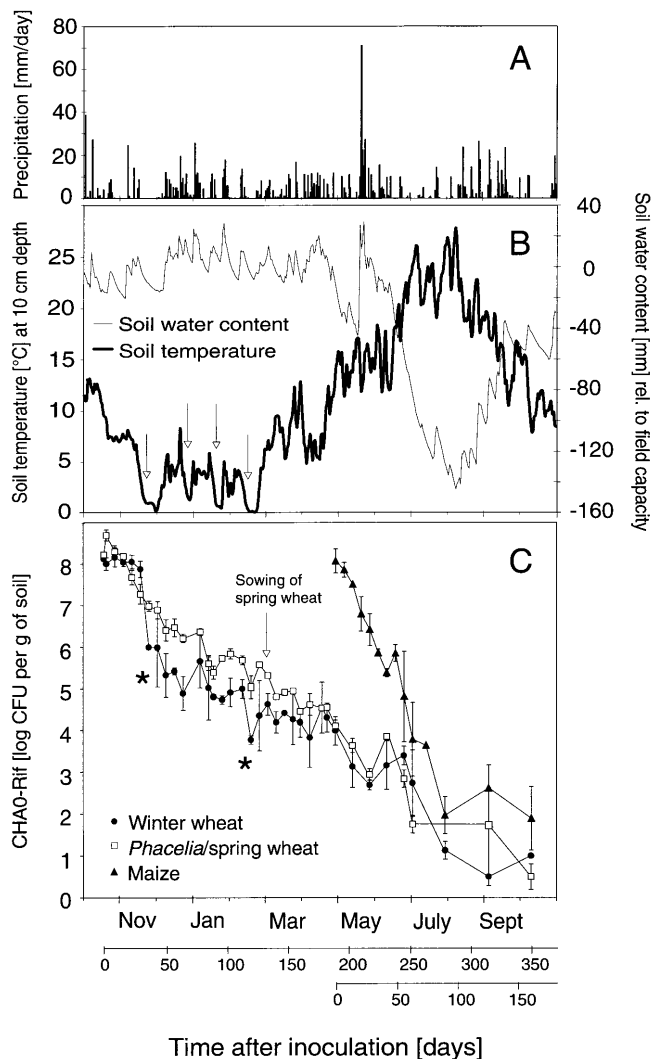 Precipitation [mm/day]
80
60
40
20
0
A
Soil temperature [°C] at 10 cm depth
25
20
15
10
5
0
B
Soil water content
Soil temperature
40
0
-40
-80
-120
-160
Soil water content [mm] rel. to field capacity
CHA0-Rif [log CFU per g of soil]
8
7
6
5
4
3
2
1
0
C
Sowing of
spring wheat
*
*
Winter wheat
Phacelia/spring wheat
Maize
Nov Jan Mar May July Sept
0 50 100 150 200 250 300 350
0 50 100 150
Time after inoculation [days]